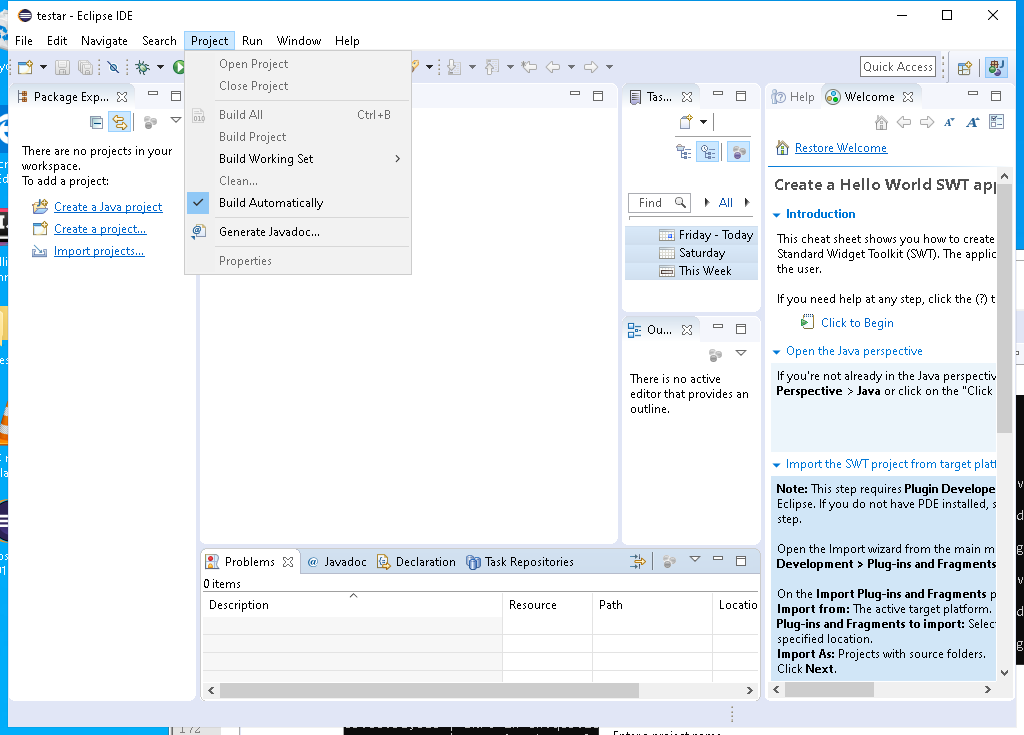 testar - Eclipse IDE
File Edit Navigate Search Project Run Window Help
Quick Access
Open Project
Close Project
Build All Ctrl+B
Build Project
Build Working Set
Clean...
Build Automatically
Generate Javadoc...
Properties
Package Exp...
There are no projects in your
workspace.
To add a project:
Create a Java project
Create a project...
Import projects...
Tas...
Find All
Friday - Today
Saturday
This Week
Ou...
There is no active
editor that provides an
outline.
Help Welcome
Restore Welcome
Create a Hello World SWT app
Introduction
This cheat sheet shows you how to create
Standard Widget Toolkit (SWT). The applic
the user.
If you need help at any step, click the (?) t
Click to Begin
Open the Java perspective
If you're not already in the Java perspectiv
Perspective > Java or click on the "Click
Import the SWT project from target platf
Note: This step requires Plugin Develope
Eclipse. If you do not have PDE installed, s
step.
Open the Import wizard from the main m
Development > Plug-ins and Fragments
On the Import Plug-ins and Fragments p
Import from: The active target platform.
Plug-ins and Fragments to import: Selec
specified location.
Import As: Projects with source folders.
Click Next.
Problems Javadoc Declaration Task Repositories
0 items
Description Resource Path Locatio
172